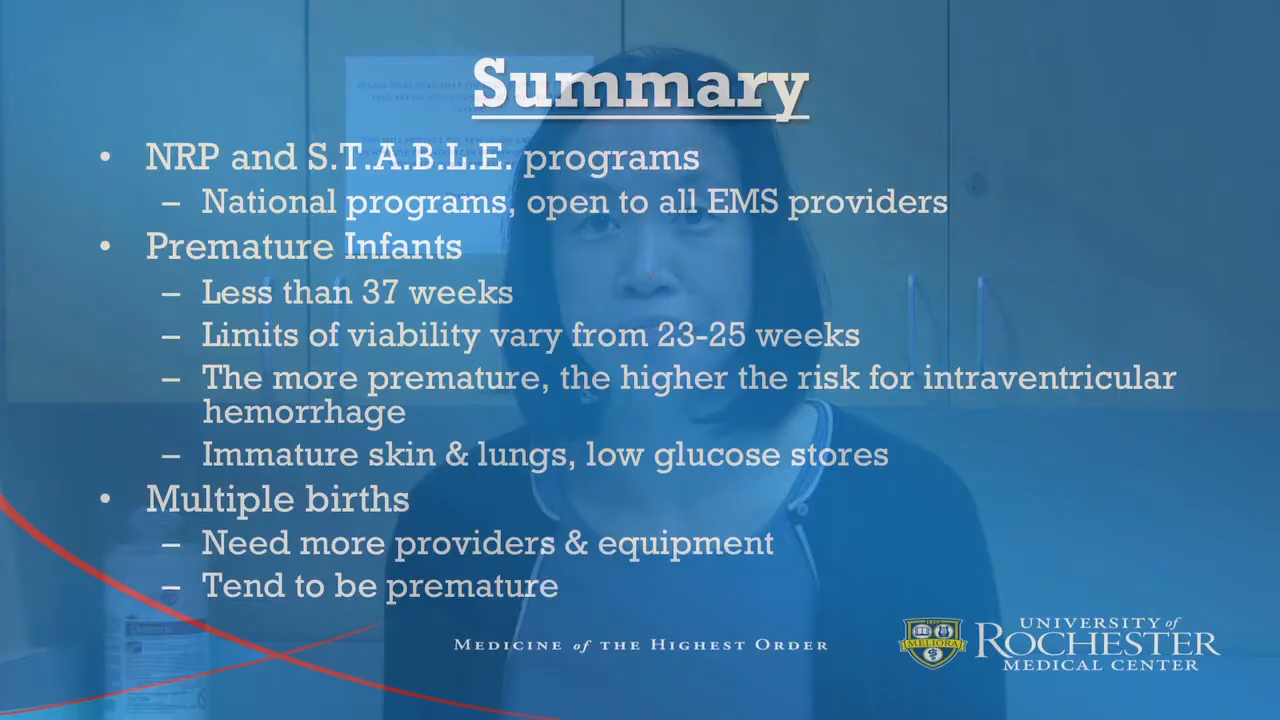 Summary
• NRP and S.T.A.B.L.E. programs
– National programs, open to all EMS providers
• Premature Infants
– Less than 37 weeks
– Limits of viability vary from 23-25 weeks
– The more premature, the higher the risk for intraventricular
hemorrhage
– Immature skin & lungs, low glucose stores
• Multiple births
– Need more providers & equipment
– Tend to be premature
MEDICINE of THE HIGHEST ORDER
MELIORA
UNIVERSITY of
ROCHESTER
MEDICAL CENTER